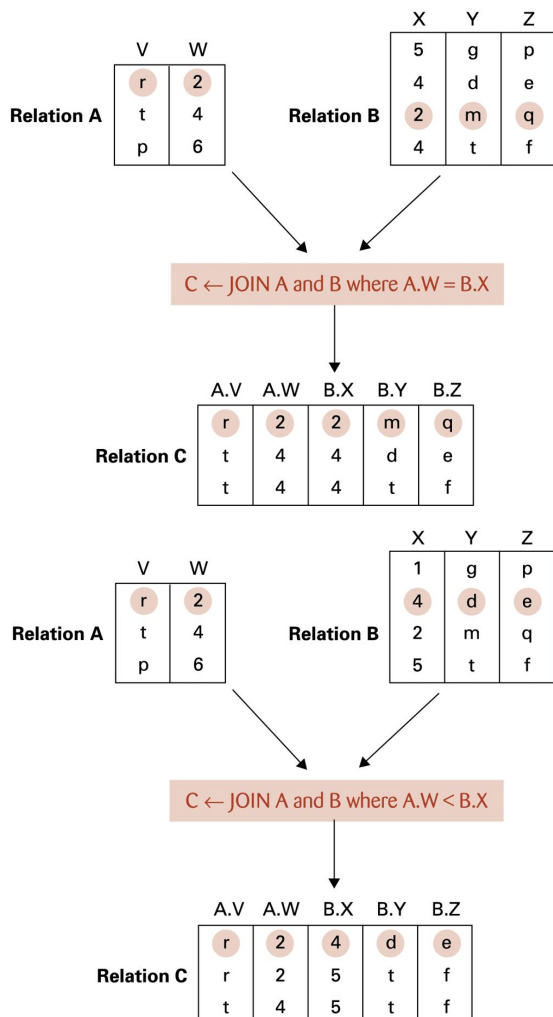 V W
r 2
Relation A t 4
p 6
X Y Z
5 g p
4 d e
Relation B 2 m q
4 t f
C ← JOIN A and B where A.W = B.X
A.V A.W B.X B.Y B.Z
r 2 2 m q
Relation C t 4 4 d e
t 4 4 t f
V W
r 2
Relation A t 4
p 6
X Y Z
1 g p
4 d e
Relation B 2 m q
5 t f
C ← JOIN A and B where A.W < B.X
A.V A.W B.X B.Y B.Z
r 2 4 d e
Relation C r 2 5 t f
t 4 5 t f